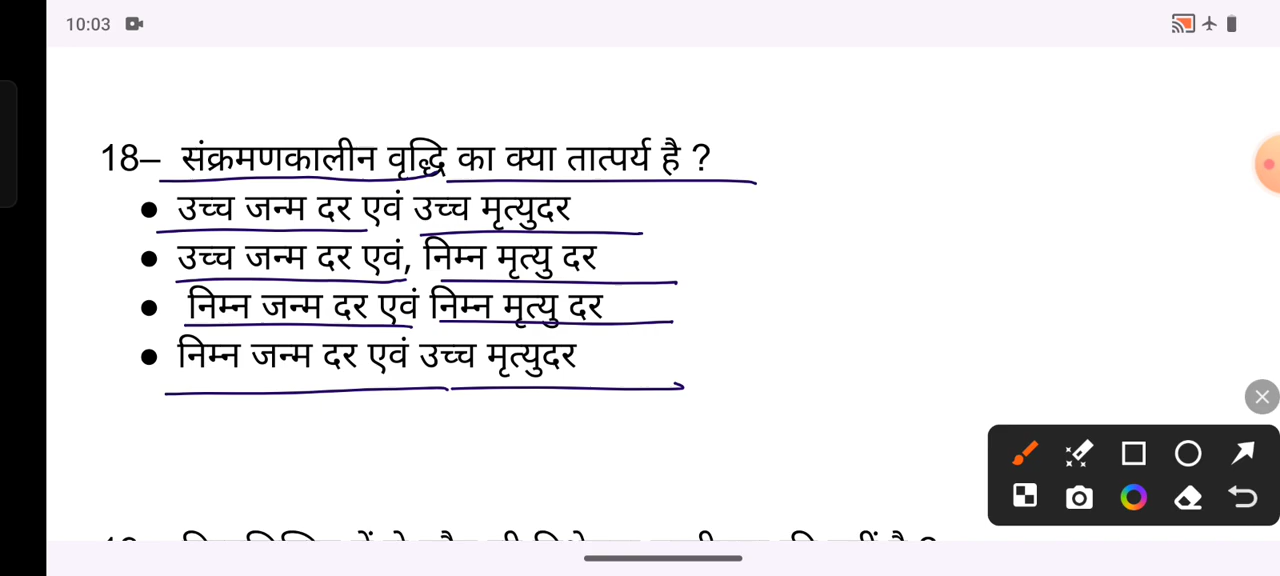 10:03
18– संक्रमणकालीन वृद्धि का क्या तात्पर्य है ?
● उच्च जन्म दर एवं उच्च मृत्युदर
● उच्च जन्म दर एवं, निम्न मृत्यु दर
● निम्न जन्म दर एवं निम्न मृत्यु दर
● निम्न जन्म दर एवं उच्च मृत्युदर